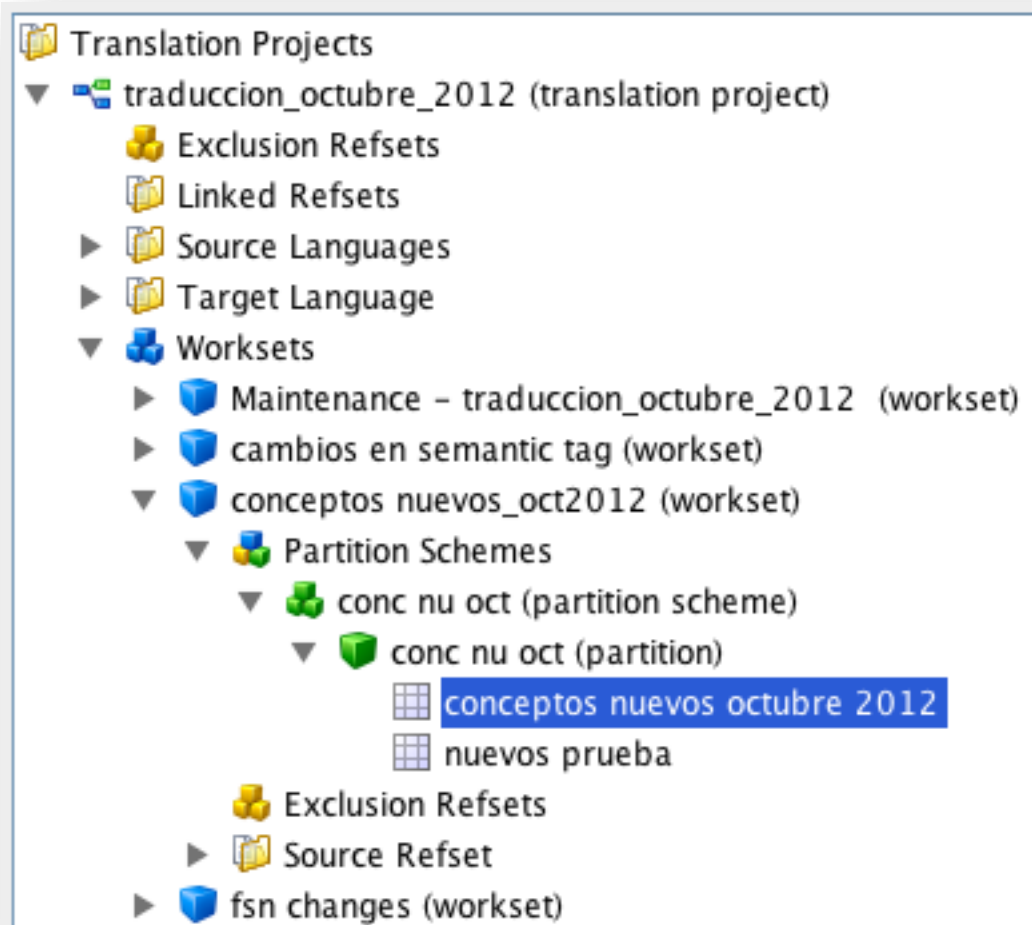 Translation Projects
traduccion_octubre_2012 (translation project)
Exclusion Refsets
Linked Refsets
Source Languages
Target Language
Worksets
Maintenance – traduccion_octubre_2012 (workset)
cambios en semantic tag (workset)
conceptos nuevos_oct2012 (workset)
Partition Schemes
conc nu oct (partition scheme)
conc nu oct (partition)
conceptos nuevos octubre 2012
nuevos prueba
Exclusion Refsets
Source Refset
fsn changes (workset)